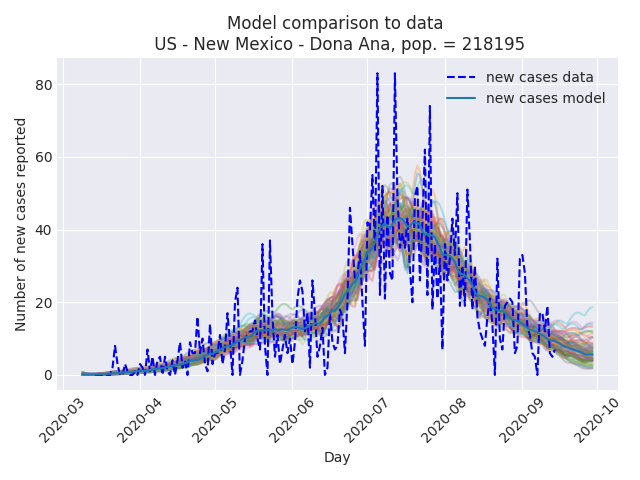 Model comparison to data
US - New Mexico - Dona Ana, pop. = 218195
new cases data
new cases model
Number of new cases reported
80
60
40
20
0
2020-03
2020-04
2020-05
2020-06
2020-07
2020-08
2020-09
2020-10
Day